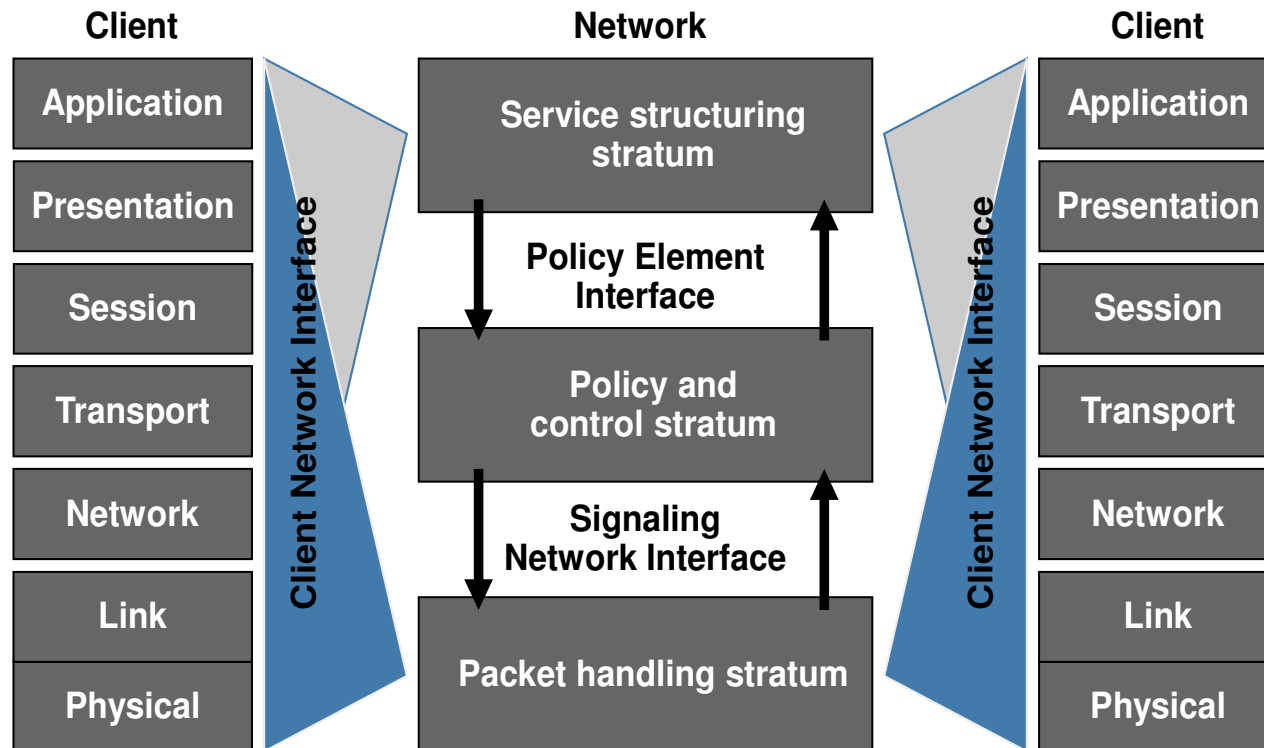 Client
Application
Presentation
Session
Transport
Network
Link
Physical
Client Network Interface
Network
Service structuring
stratum
Policy Element
Interface
Policy and
control stratum
Signaling
Network Interface
Packet handling stratum
Client Network Interface
Client
Application
Presentation
Session
Transport
Network
Link
Physical